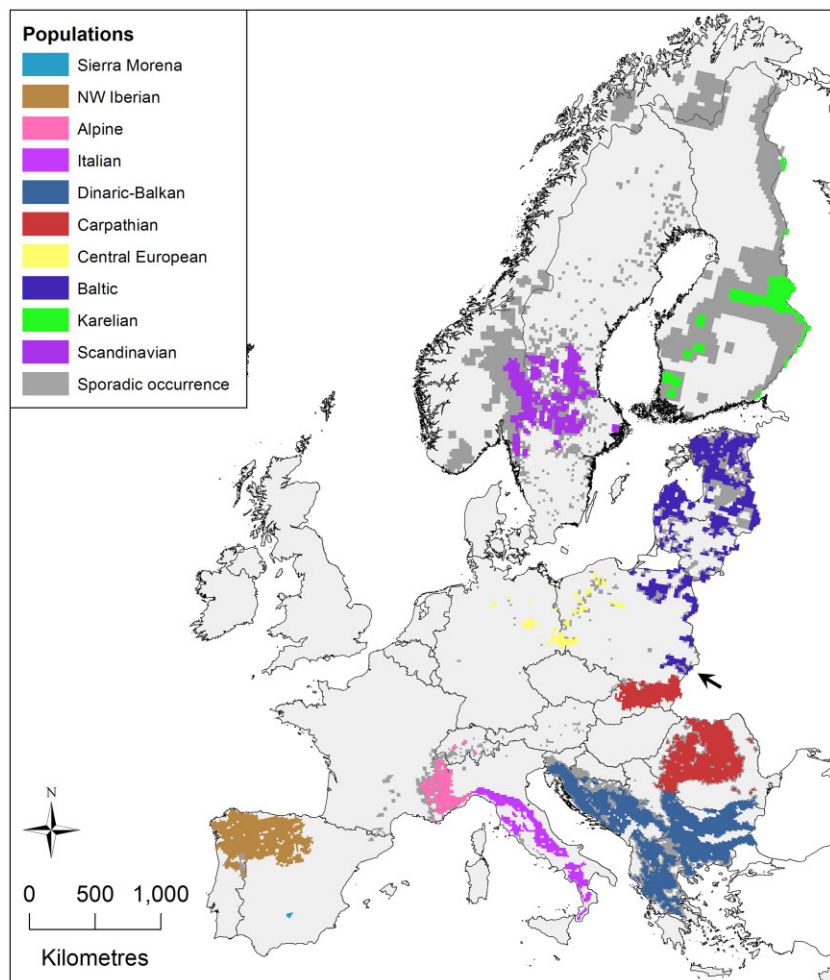 Populations
Sierra Morena
NW Iberian
Alpine
Italian
Dinaric-Balkan
Carpathian
Central European
Baltic
Karelian
Scandinavian
Sporadic occurrence
N
0 500 1,000
Kilometres